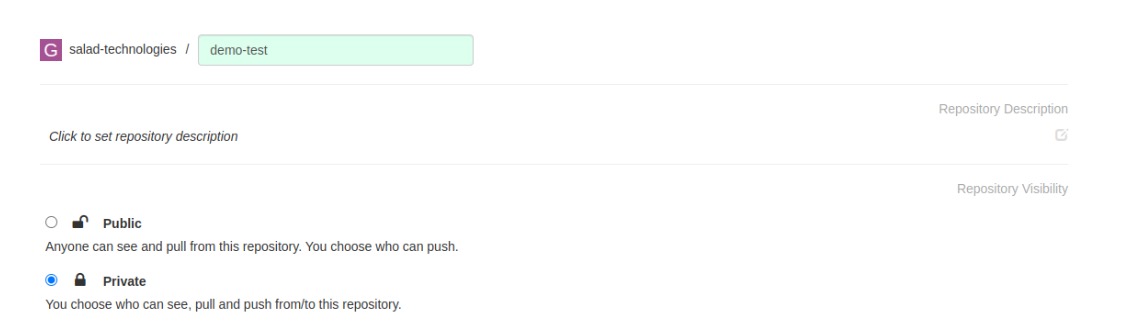 G salad-technologies / demo-test
Repository Description
Click to set repository description
Repository Visibility
Public
Anyone can see and pull from this repository. You choose who can push.
Private
You choose who can see, pull and push from/to this repository.